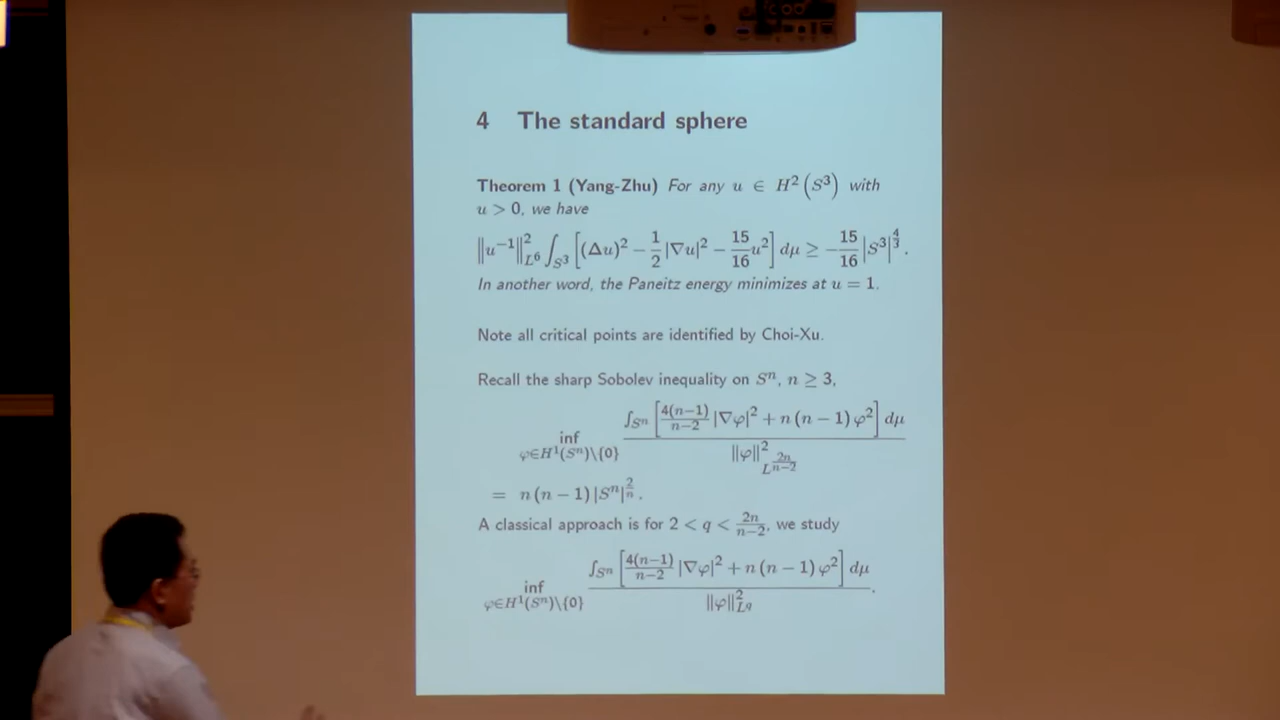 4 The standard sphere
Theorem 1 (Yang-Zhu) For any u ∈ H²(S³) with
u > 0, we have
‖u⁻¹‖²_{L⁶} ∫_{S³} [(Δu)² − 1/2 |∇u|² − 15/16 u²] dμ ≥ −15/16 |S³|^{4/3}.
In another word, the Paneitz energy minimizes at u = 1.
Note all critical points are identified by Choi-Xu.
Recall the sharp Sobolev inequality on Sⁿ, n ≥ 3,
inf_{φ∈H¹(Sⁿ)\{0}} ∫_{Sⁿ} [4(n−1)/(n−2) |∇φ|² + n(n−1)φ²] dμ / ‖φ‖²_{L^{2n/(n−2)}}
= n(n−1)|Sⁿ|^{2/n}.
A classical approach is for 2 < q < 2n/(n−2), we study
inf_{φ∈H¹(Sⁿ)\{0}} ∫_{Sⁿ} [4(n−1)/(n−2) |∇φ|² + n(n−1)φ²] dμ / ‖φ‖²_{L^q}.